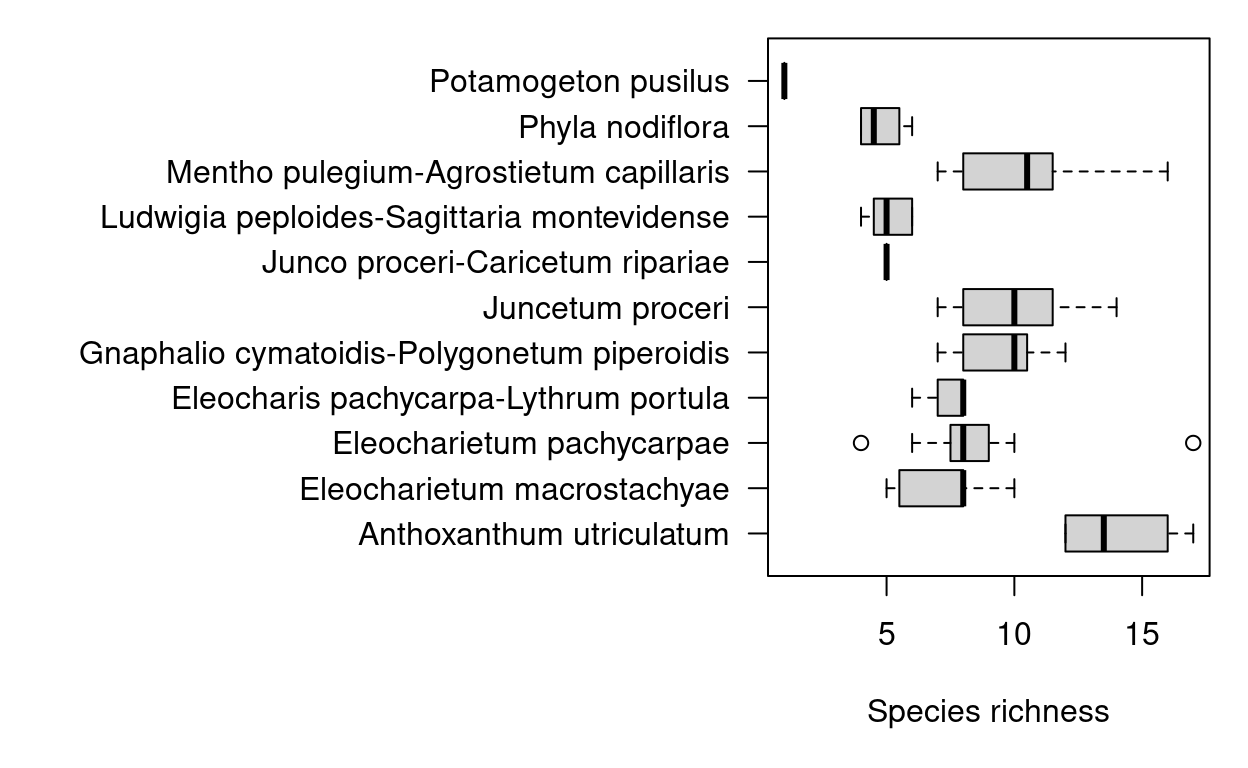 Potamogeton pusilus
Phyla nodiflora
Mentho pulegium-Agrostietum capillaris
Ludwigia peploides-Sagittaria montevidense
Junco proceri-Caricetum ripariae
Juncetum proceri
Gnaphalio cymatoidis-Polygonetum piperoidis
Eleocharis pachycarpa-Lythrum portula
Eleocharietum pachycarpae
Eleocharietum macrostachyae
Anthoxanthum utriculatum
5 10 15
Species richness